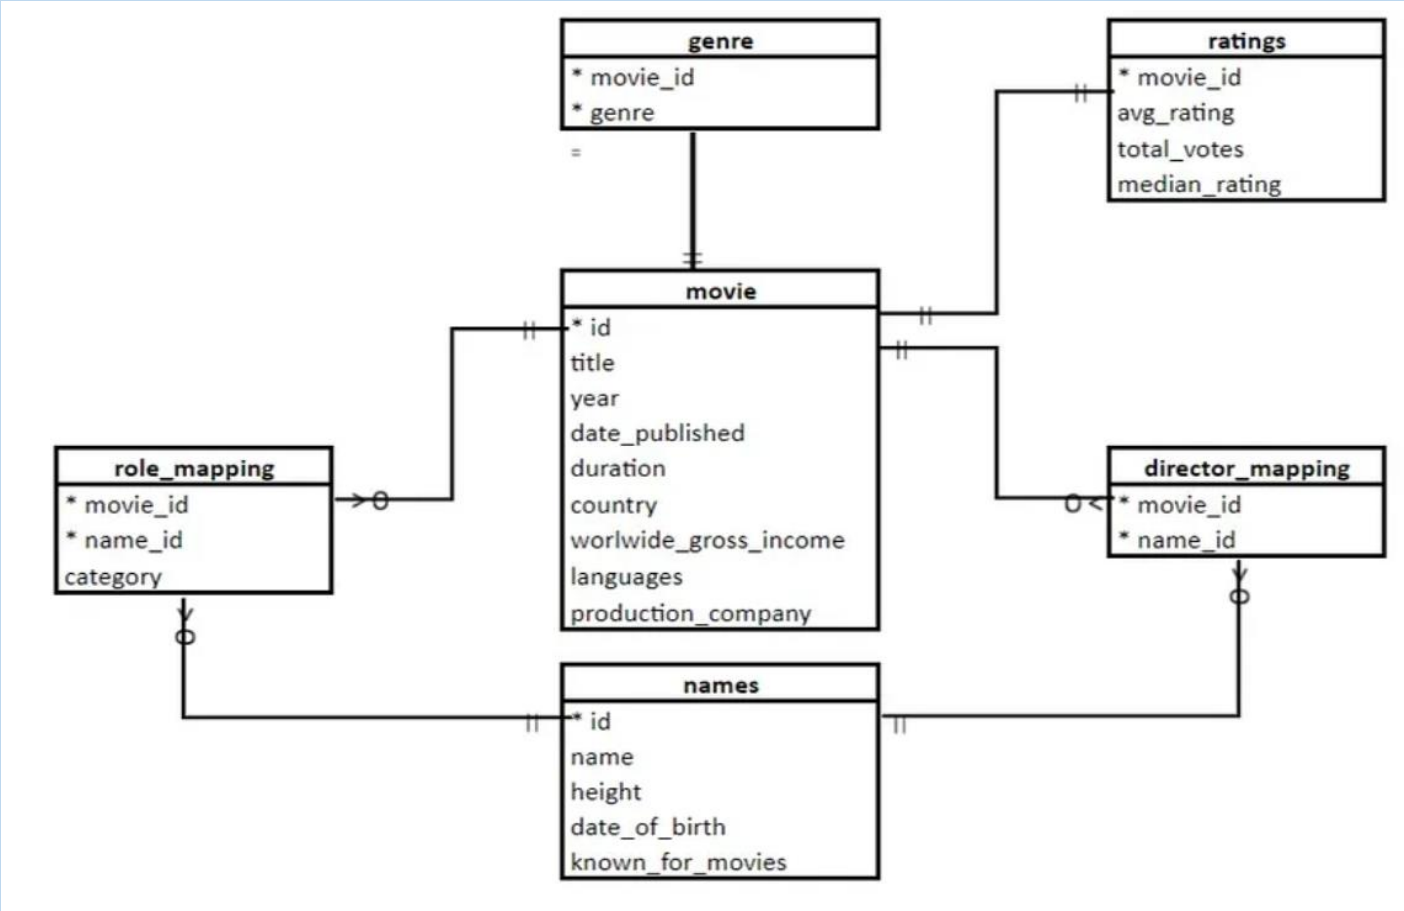 genre
* movie_id
* genre
=
ratings
* movie_id
avg_rating
total_votes
median_rating
movie
* id
title
year
date_published
duration
country
worlwide_gross_income
languages
production_company
role_mapping
* movie_id
* name_id
category
director_mapping
* movie_id
* name_id
names
* id
name
height
date_of_birth
known_for_movies